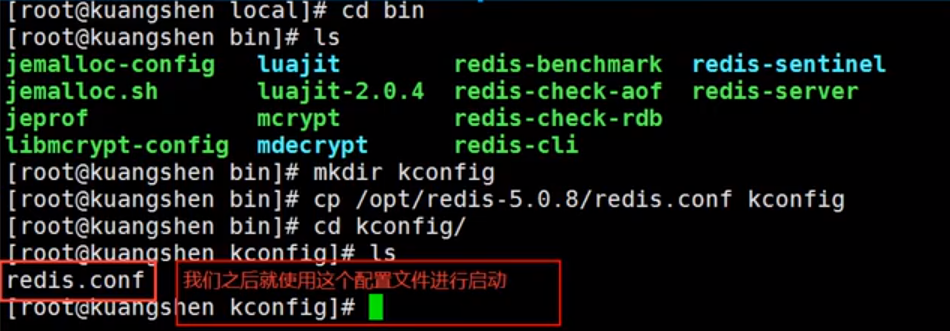 [root@kuangshen local]# cd bin
[root@kuangshen bin]# ls
jemalloc-config luajit redis-benchmark redis-sentinel
jemalloc.sh luajit-2.0.4 redis-check-aof redis-server
jeprof mcrypt redis-check-rdb
libmcrypt-config mdecrypt redis-cli
[root@kuangshen bin]# mkdir kconfig
[root@kuangshen bin]# cp /opt/redis-5.0.8/redis.conf kconfig
[root@kuangshen bin]# cd kconfig/
[root@kuangshen kconfig]# ls
redis.conf 我们之后就使用这个配置文件进行启动
[root@kuangshen kconfig]#